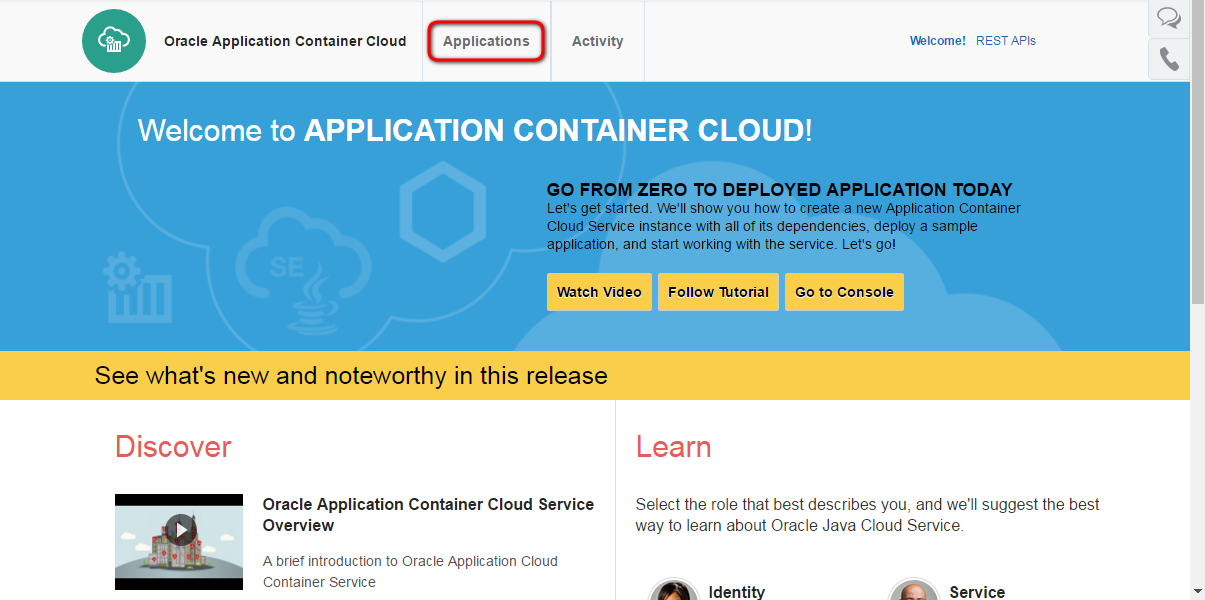 Oracle Application Container Cloud
Applications
Activity
Welcome! REST APIs
Welcome to APPLICATION CONTAINER CLOUD!
GO FROM ZERO TO DEPLOYED APPLICATION TODAY
Let's get started. We'll show you how to create a new Application Container
Cloud Service instance with all of its dependencies, deploy a sample
application, and start working with the service. Let's go!
SE
Watch Video
Follow Tutorial
Go to Console
See what's new and noteworthy in this release
Discover
Oracle Application Container Cloud Service
Overview
A brief introduction to Oracle Application Cloud
Container Service
Learn
Select the role that best describes you, and we'll suggest the best
way to learn about Oracle Java Cloud Service.
Identity
Service